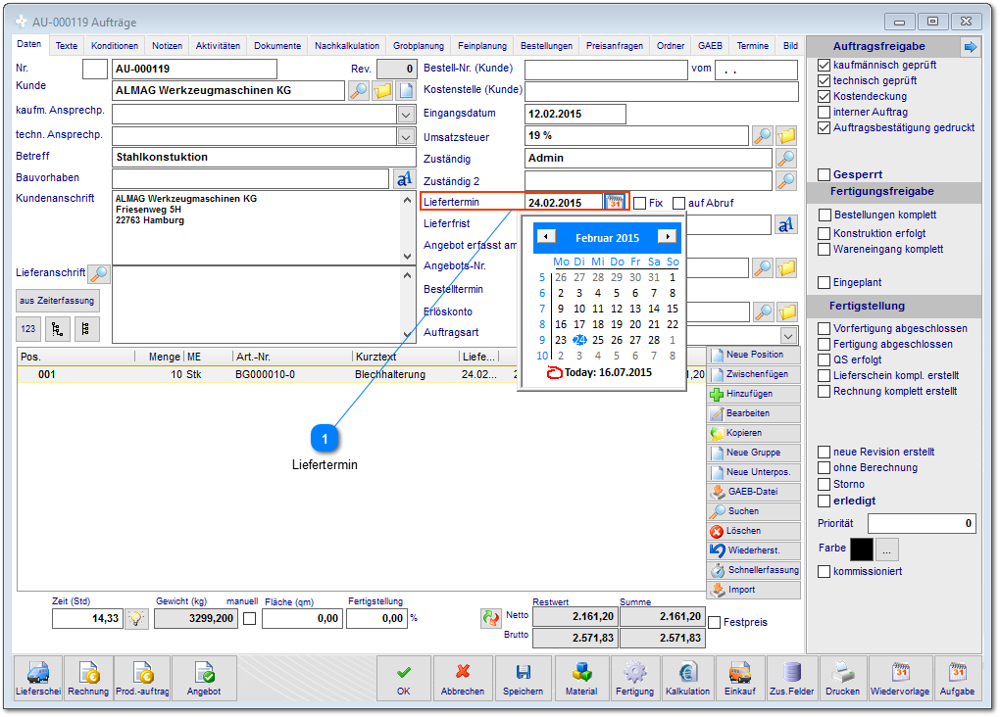 AU-000119 Aufträge
Daten Texte Konditionen Notizen Aktivitäten Dokumente Nachkalkulation Grobplanung Feinplanung Bestellungen Preisanfragen Ordner GAEB Termine Bild
Nr. AU-000119 Rev. 0
Kunde ALMAG Werkzeugmaschinen KG
kaufm. Ansprechp.
techn. Ansprechp.
Betreff Stahlkonstuktion
Bauvorhaben
Kundenanschrift
ALMAG Werkzeugmaschinen KG
Friesenweg 5H
22763 Hamburg
Lieferanschrift
aus Zeiterfassung
123
Bestell-Nr. (Kunde) vom . .
Kostenstelle (Kunde)
Eingangsdatum 12.02.2015
Umsatzsteuer 19 %
Zuständig Admin
Zuständig 2
Liefertermin 24.02.2015 31 Fix auf Abruf
Lieferfrist
Angebot erfasst am
Angebots-Nr.
Bestelltermin
Erlöskonto
Auftragsart
Februar 2015
Mo Di Mi Do Fr Sa So
5 26 27 28 29 30 31 1
6 2 3 4 5 6 7 8
7 9 10 11 12 13 14 15
8 16 17 18 19 20 21 22
9 23 24 25 26 27 28 1
10 2 3 4 5 6 7 8
Today: 16.07.2015
Pos. Menge ME Art.-Nr. Kurztext Liefe...
001 10 Stk BG000010-0 Blechhalterung 24.02... 1,20
1
Liefertermin
Neue Position
Zwischenfügen
Hinzufügen
Bearbeiten
Kopieren
Neue Gruppe
Neue Unterpos.
GAEB-Datei
Suchen
Löschen
Wiederherst.
Schnellerfassung
Import
Auftragsfreigabe
kaufmännisch geprüft
technisch geprüft
Kostendeckung
interner Auftrag
Auftragsbestätigung gedruckt
Gesperrt
Fertigungsfreigabe
Bestellungen komplett
Konstruktion erfolgt
Wareneingang komplett
Eingeplant
Fertigstellung
Vorfertigung abgeschlossen
Fertigung abgeschlossen
QS erfolgt
Lieferschein kompl. erstellt
Rechnung komplett erstellt
neue Revision erstellt
ohne Berechnung
Storno
erledigt
Priorität 0
Farbe ...
kommissioniert
Zeit (Std) Gewicht (kg) manuell Fläche (qm) Fertigstellung Restwert Summe
14,33 3299,200 0,00 0,00 % Netto 2.161,20 2.161,20 Festpreis
Brutto 2.571,83 2.571,83
Lieferschei Rechnung Prod.-auftrag Angebot OK Abbrechen Speichern Material Fertigung Kalkulation Einkauf Zus.Felder Drucken Wiedervorlage Aufgabe